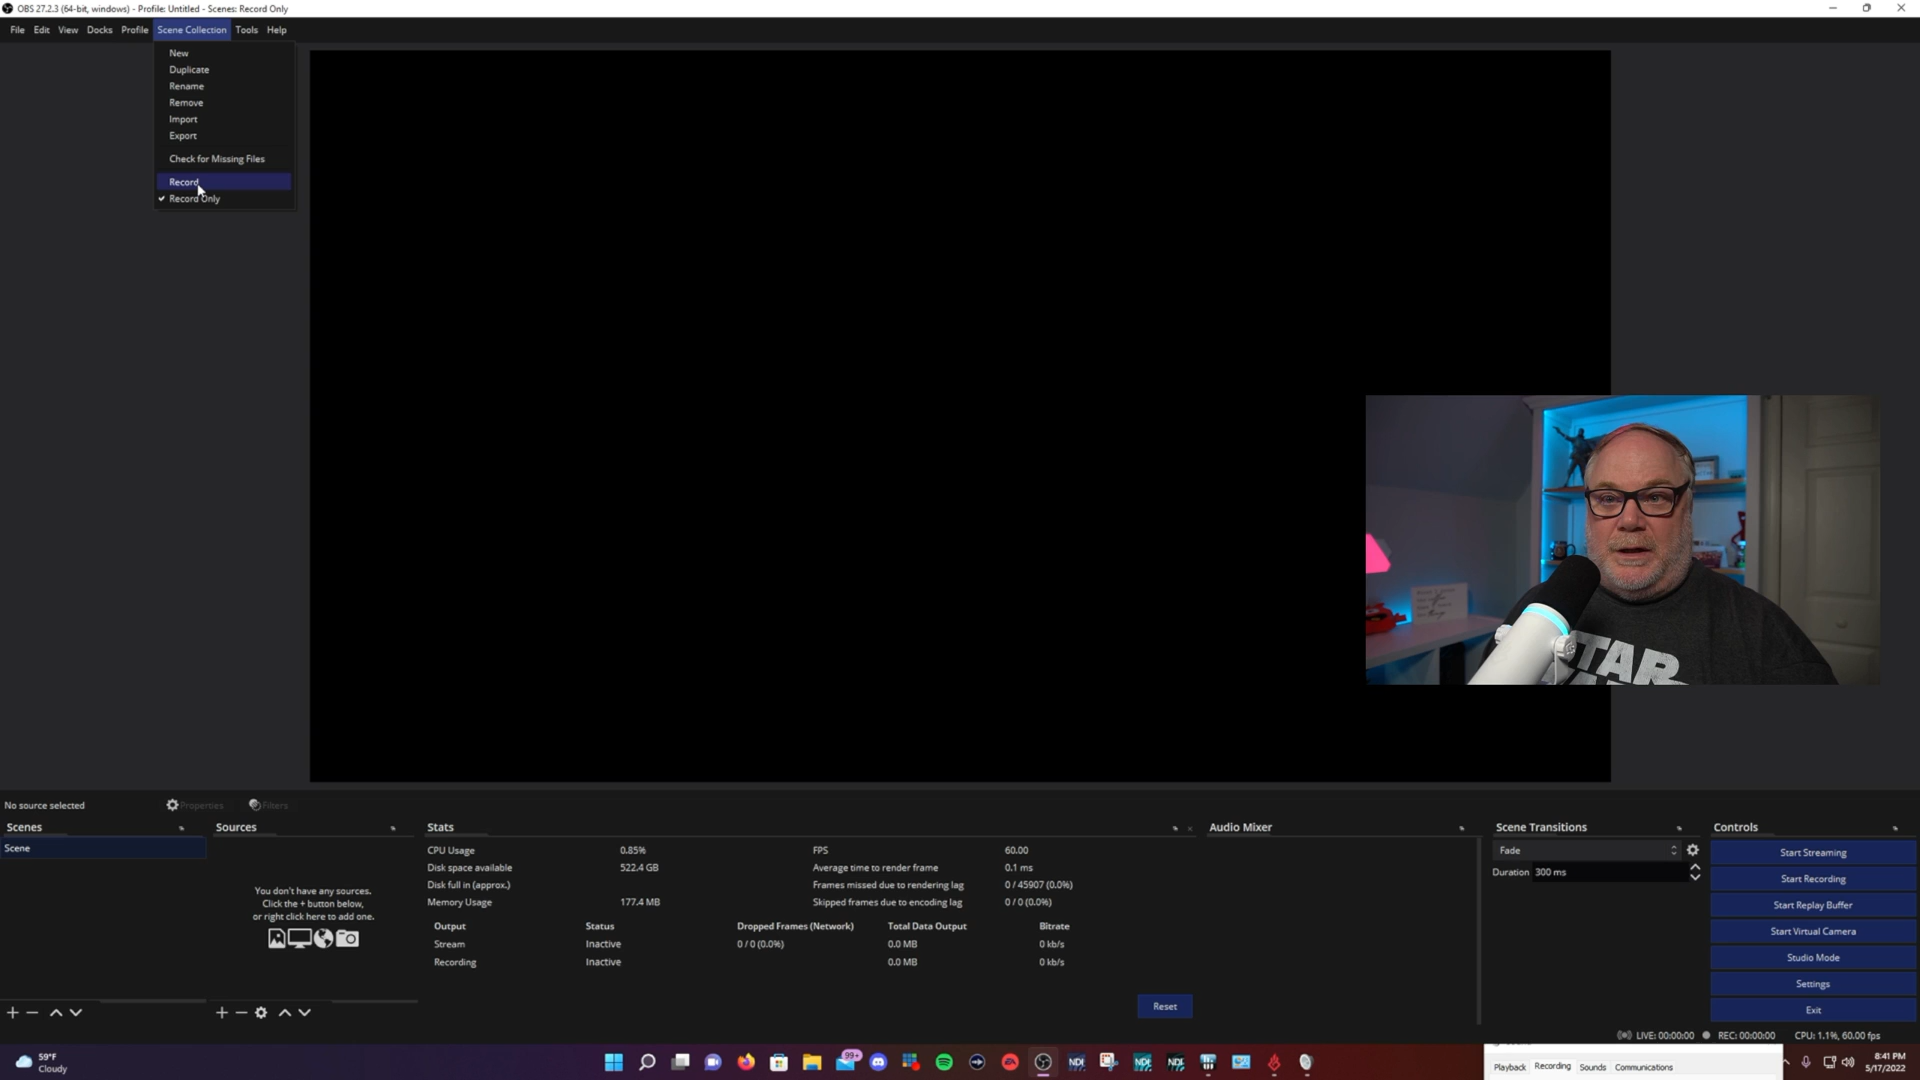 OBS 27.2.3 (64-bit, windows) - Profile: Untitled - Scenes: Record Only
File Edit View Docks Profile Scene Collection Tools Help
New
Duplicate
Rename
Remove
Import
Export
Check for Missing Files
Record
Record Only
STAR
No source selected Properties Filters
Scenes Sources Stats Audio Mixer Scene Transitions Controls
Scene
You don't have any sources.
Click the + button below,
or right click here to add one.
CPU Usage 0.85% FPS 60.00
Disk space available 522.4 GB Average time to render frame 0.1 ms
Disk full in (approx.) Frames missed due to rendering lag 0 / 45907 (0.0%)
Memory Usage 177.4 MB Skipped frames due to encoding lag 0 / 0 (0.0%)
Output Status Dropped Frames (Network) Total Data Output Bitrate
Stream Inactive 0 / 0 (0.0%) 0.0 MB 0 kb/s
Recording Inactive 0.0 MB 0 kb/s
Reset
Fade
Duration 300 ms
Start Streaming
Start Recording
Start Replay Buffer
Start Virtual Camera
Studio Mode
Settings
Exit
LIVE: 00:00:00 REC: 00:00:00 CPU: 1.1%, 60.00 fps
59°F
Cloudy
99+
NDI NDI NDI
Playback Recording Sounds Communications
8:41 PM
5/17/2022